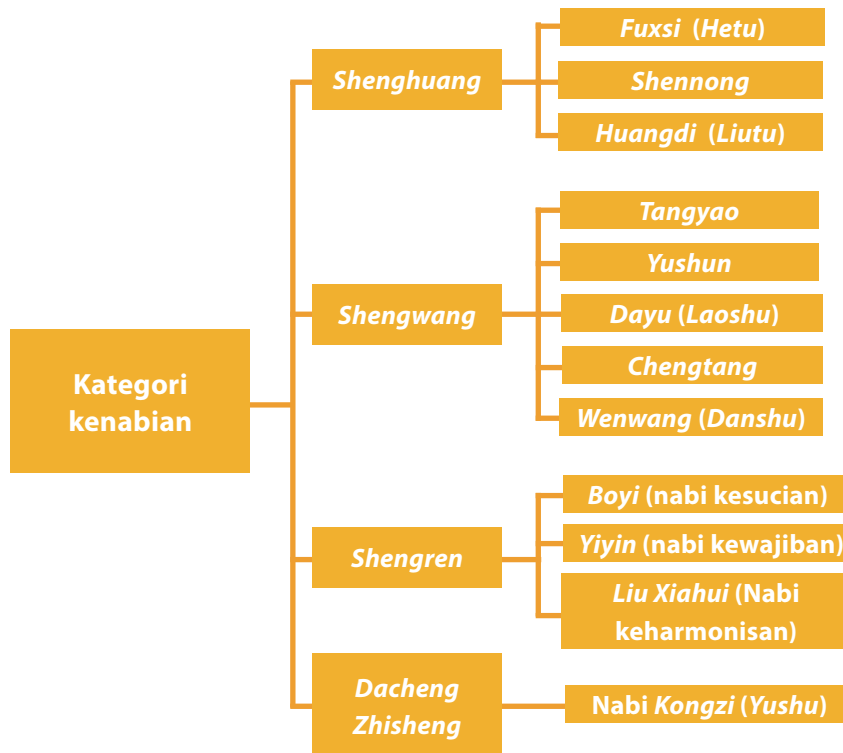 Kategori
kenabian
Shenghuang
Fuxsi (Hetu)
Shennong
Huangdi (Liutu)
Shengwang
Tangyao
Yushun
Dayu (Laoshu)
Chengtang
Wenwang (Danshu)
Shengren
Boyi (nabi kesucian)
Yiyin (nabi kewajiban)
Liu Xiahui (Nabi
keharmonisan)
Dacheng
Zhisheng
Nabi Kongzi (Yushu)